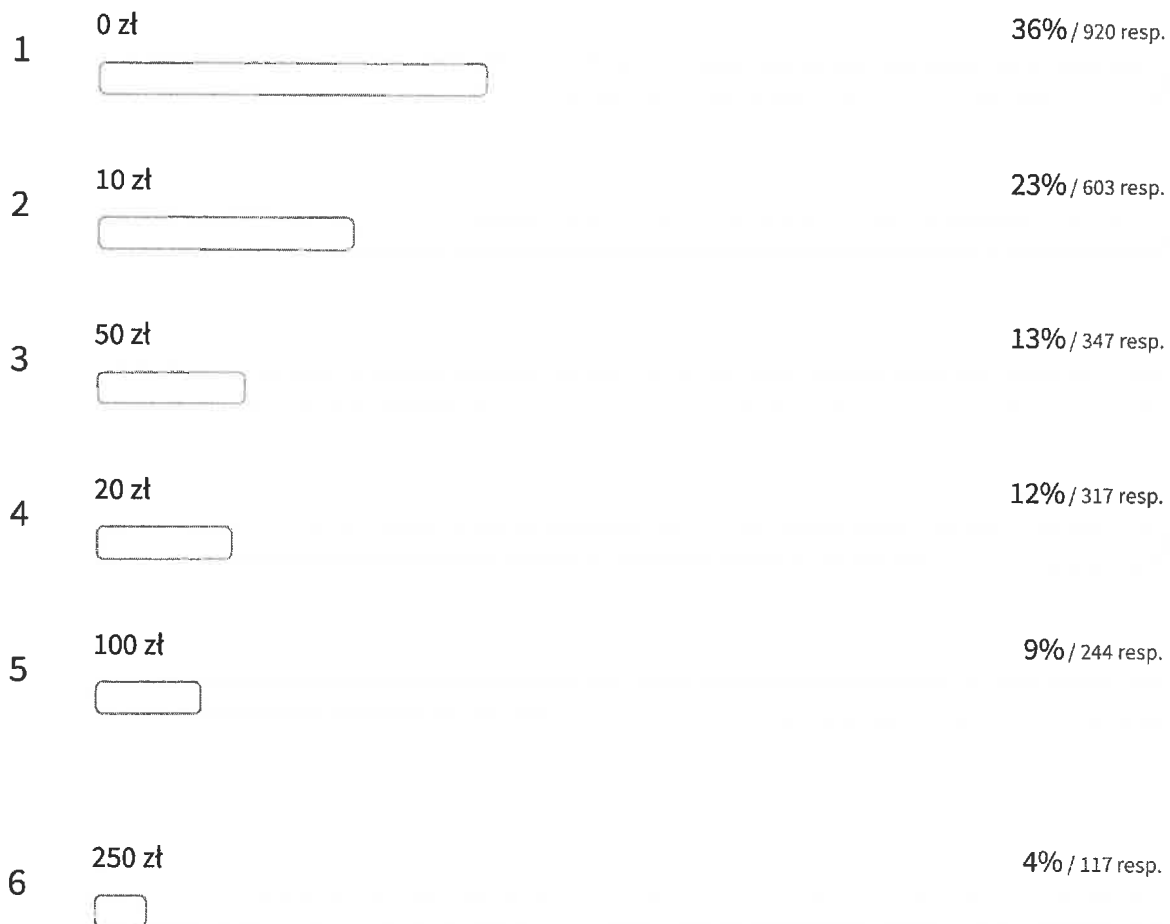 1 0 zł 36% / 920 resp.
2 10 zł 23% / 603 resp.
3 50 zł 13% / 347 resp.
4 20 zł 12% / 317 resp.
5 100 zł 9% / 244 resp.
6 250 zł 4% / 117 resp.